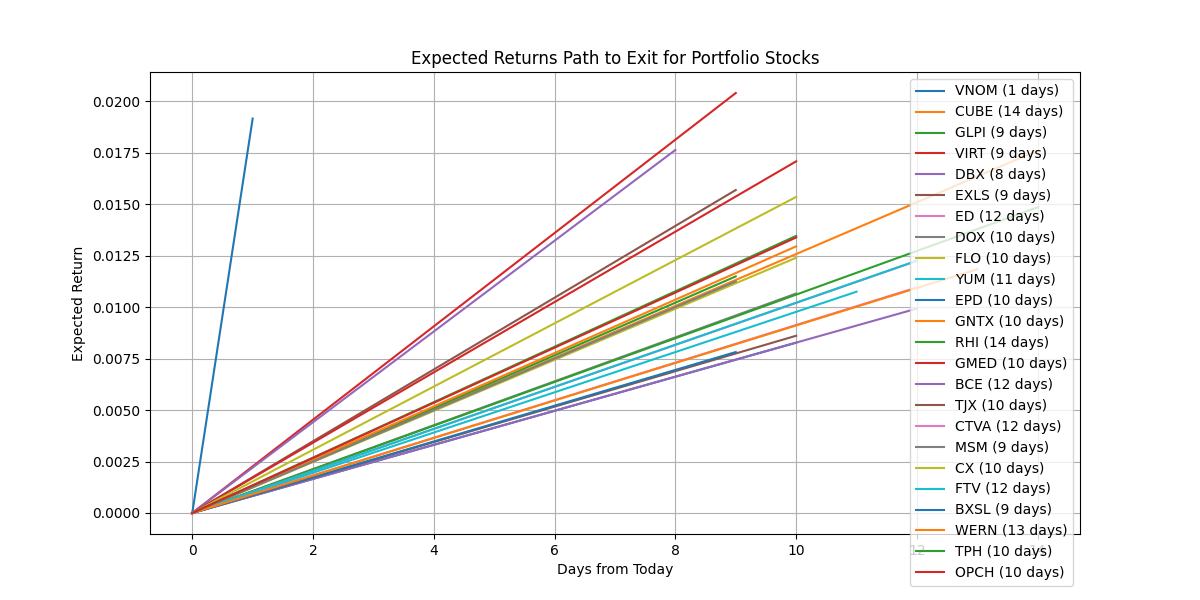 Expected Returns Path to Exit for Portfolio Stocks
Expected Return
0.0200
0.0175
0.0150
0.0125
0.0100
0.0075
0.0050
0.0025
0.0000
0 2 4 6 8 10 12
Days from Today
VNOM (1 days)
CUBE (14 days)
GLPI (9 days)
VIRT (9 days)
DBX (8 days)
EXLS (9 days)
ED (12 days)
DOX (10 days)
FLO (10 days)
YUM (11 days)
EPD (10 days)
GNTX (10 days)
RHI (14 days)
GMED (10 days)
BCE (12 days)
TJX (10 days)
CTVA (12 days)
MSM (9 days)
CX (10 days)
FTV (12 days)
BXSL (9 days)
WERN (13 days)
TPH (10 days)
OPCH (10 days)